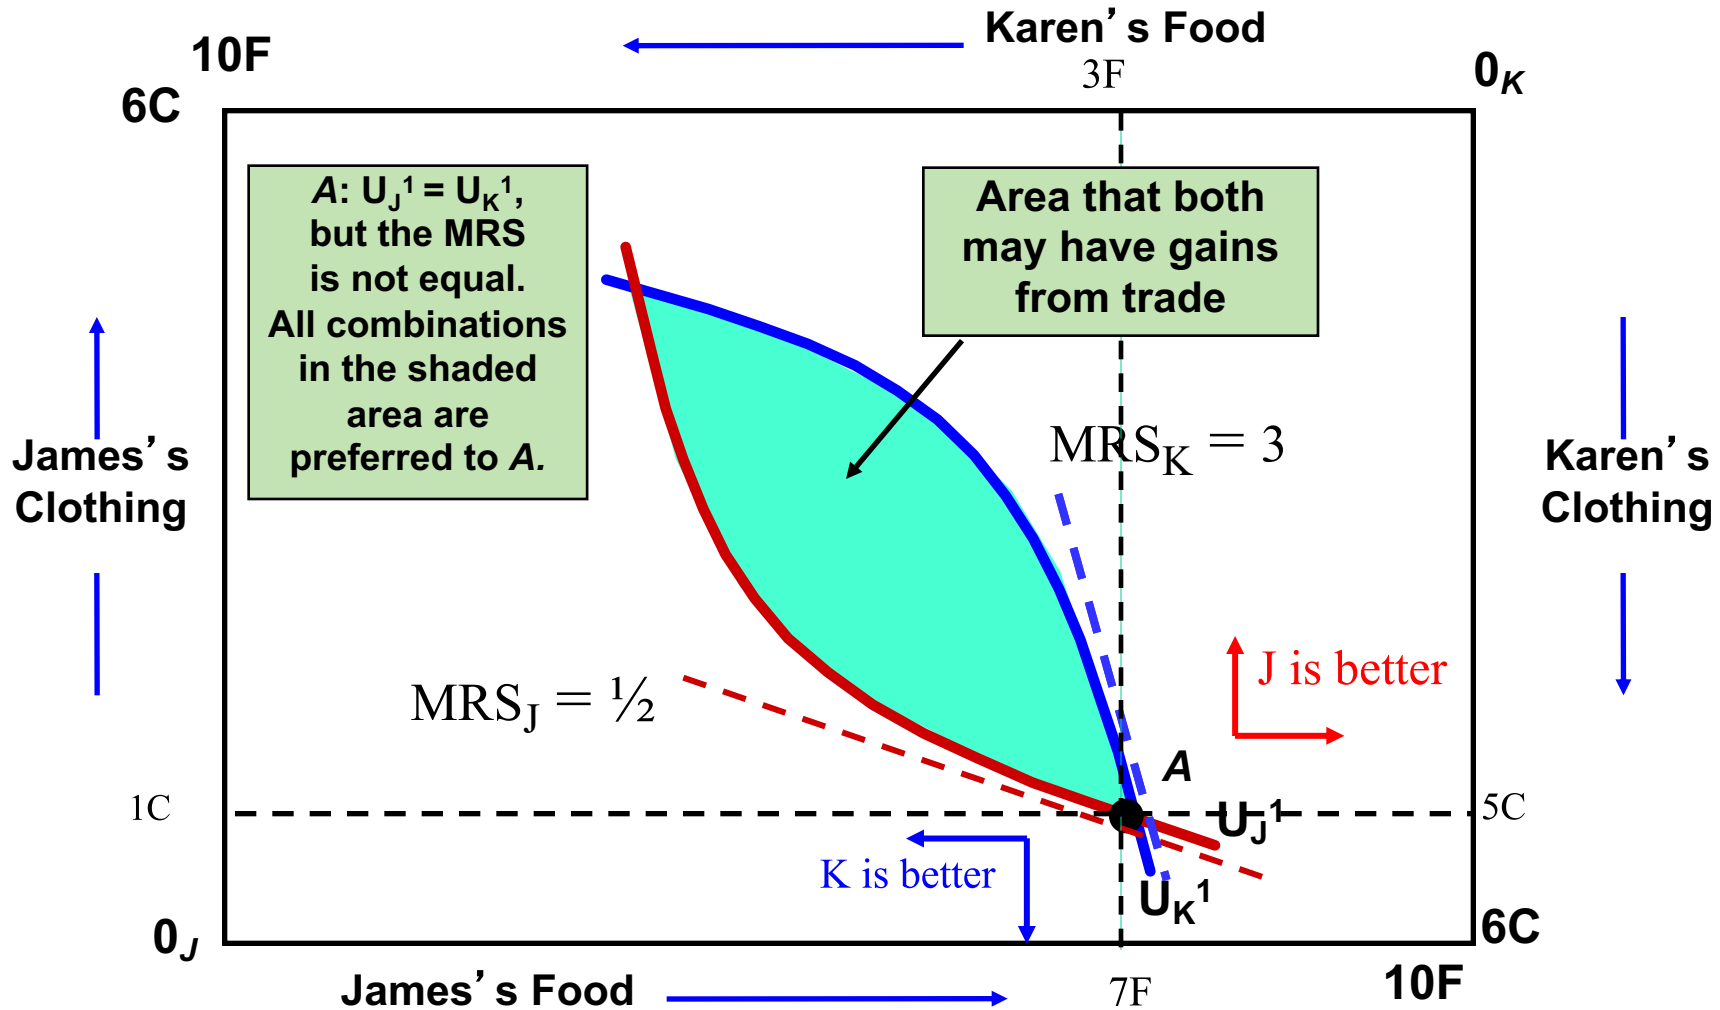 Karen’s Food
10F
3F
0K
6C
A: UJ¹ = UK¹,
but the MRS
is not equal.
All combinations
in the shaded
area are
preferred to A.
Area that both
may have gains
from trade
MRSK = 3
James’s
Clothing
Karen’s
Clothing
J is better
MRSJ = ½
A
1C
5C
UJ¹
K is better
UK¹
0J
6C
James’s Food
7F
10F